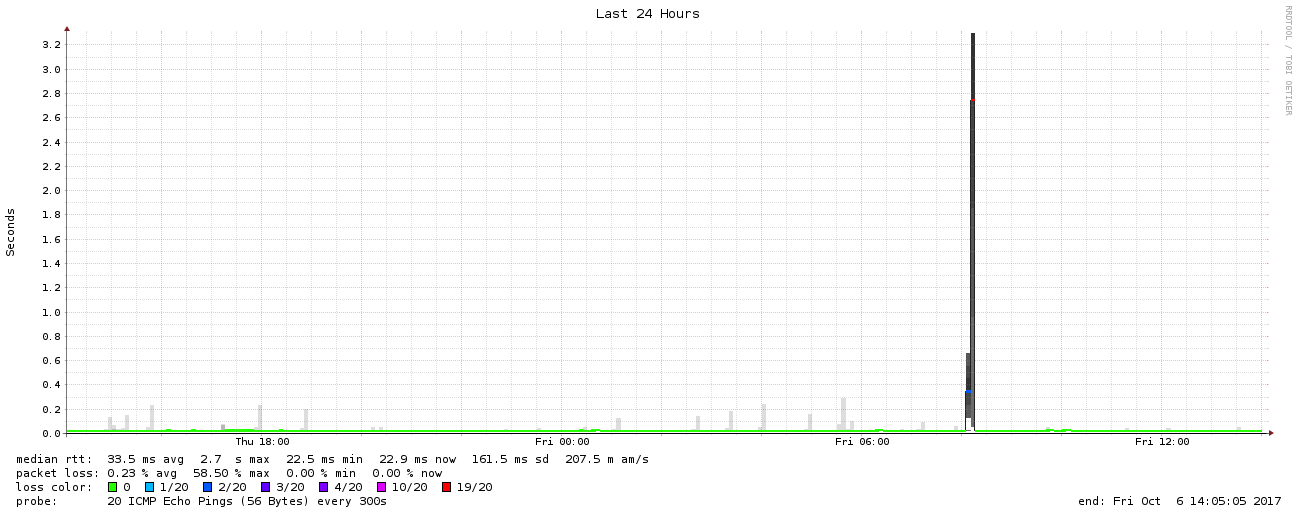 Last 24 Hours
RRDTOOL / TOBI OETIKER
Seconds
3.2
3.0
2.8
2.6
2.4
2.2
2.0
1.8
1.6
1.4
1.2
1.0
0.8
0.6
0.4
0.2
0.0
Thu 18:00 Fri 00:00 Fri 06:00 Fri 12:00
median rtt: 33.5 ms avg 2.7 s max 22.5 ms min 22.9 ms now 161.5 ms sd 207.5 m am/s
packet loss: 0.23 % avg 58.50 % max 0.00 % min 0.00 % now
loss color: 0 1/20 2/20 3/20 4/20 10/20 19/20
probe: 20 ICMP Echo Pings (56 Bytes) every 300s end: Fri Oct 6 14:05:05 2017